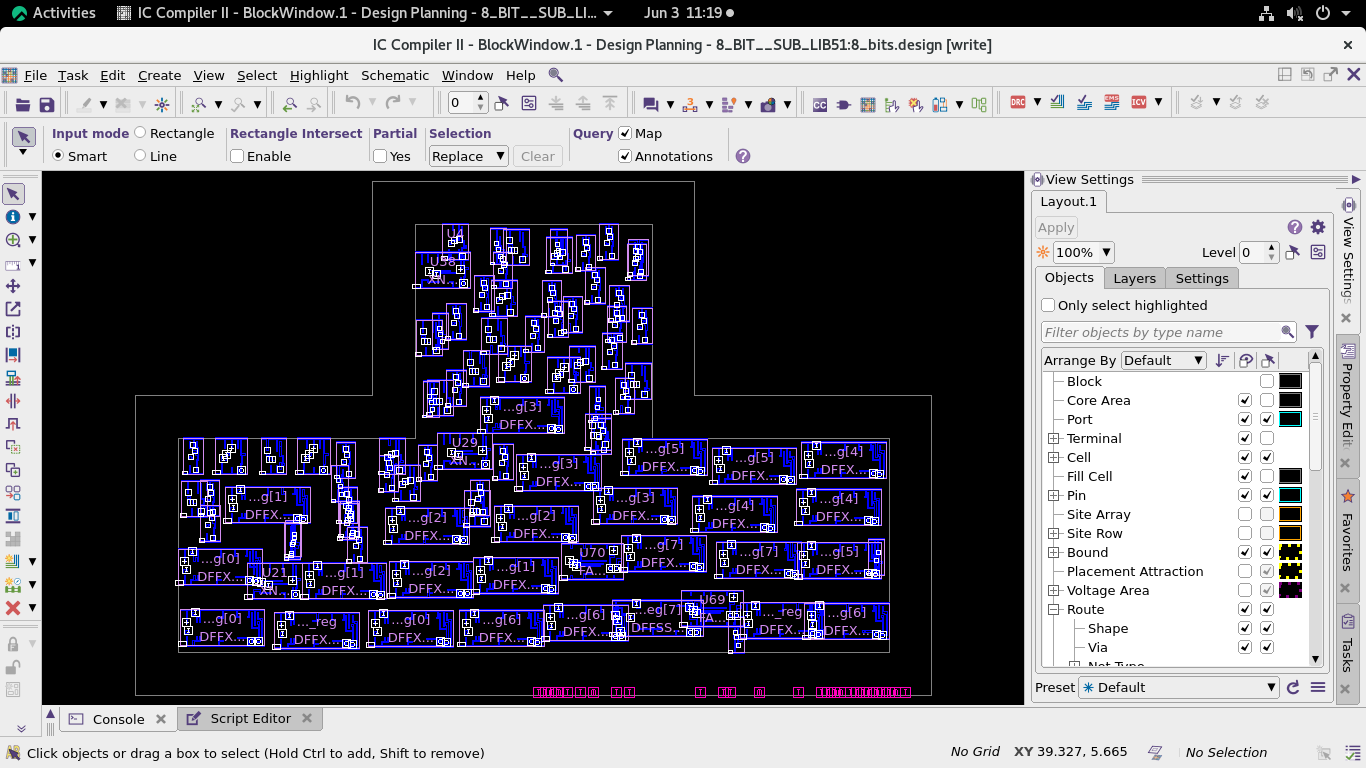 Activities IC Compiler II - BlockWindow.1 - Design Planning - 8_BIT__SUB_LI... Jun 3 11:19
IC Compiler II - BlockWindow.1 - Design Planning - 8_BIT__SUB_LIB51:8_bits.design [write]
File Task Edit Create View Select Highlight Schematic Window Help
0 DRC ICV
Input mode Rectangle Rectangle Intersect Partial Selection Query Map
Smart Line Enable Yes Replace Clear Annotations
View Settings
Layout.1
Apply
100% Level 0
Objects Layers Settings
Only select highlighted
Filter objects by type name
Arrange By Default
Block
Core Area
Port
Terminal
Cell
Fill Cell
Pin
Site Array
Site Row
Bound
Placement Attraction
Voltage Area
Route
Shape
Via
Net Type
Preset Default
View Settings
Property Edit...
Favorites
Tasks
U38
XN...
...g[3]
DFFX...
U29
XN...
...g[3]
DFFX...
...g[5]
DFFX...
...g[5]
DFFX...
...g[4]
DFFX...
...g[1]
DFFX...
...g[2]
DFFX...
...g[2]
DFFX...
...g[3]
DFFX...
...g[4]
DFFX...
...g[4]
DFFX...
...g[0]
DFFX...
U21
XN...
...g[1]
DFFX...
...g[2]
DFFX...
...g[1]
DFFX...
U70
FA...
...g[7]
DFFX...
...g[7]
DFFX...
...g[5]
DFFX...
...g[0]
DFFX...
..._reg
DFFX...
...g[0]
DFFX...
...g[6]
DFFX...
...g[6]
DFFX...
...eg[7]
DFFSS...
U69
FA...
..._reg
DFFX...
...g[6]
DFFX...
Console Script Editor
Click objects or drag a box to select (Hold Ctrl to add, Shift to remove) No Grid XY 39.327, 5.665 No Selection